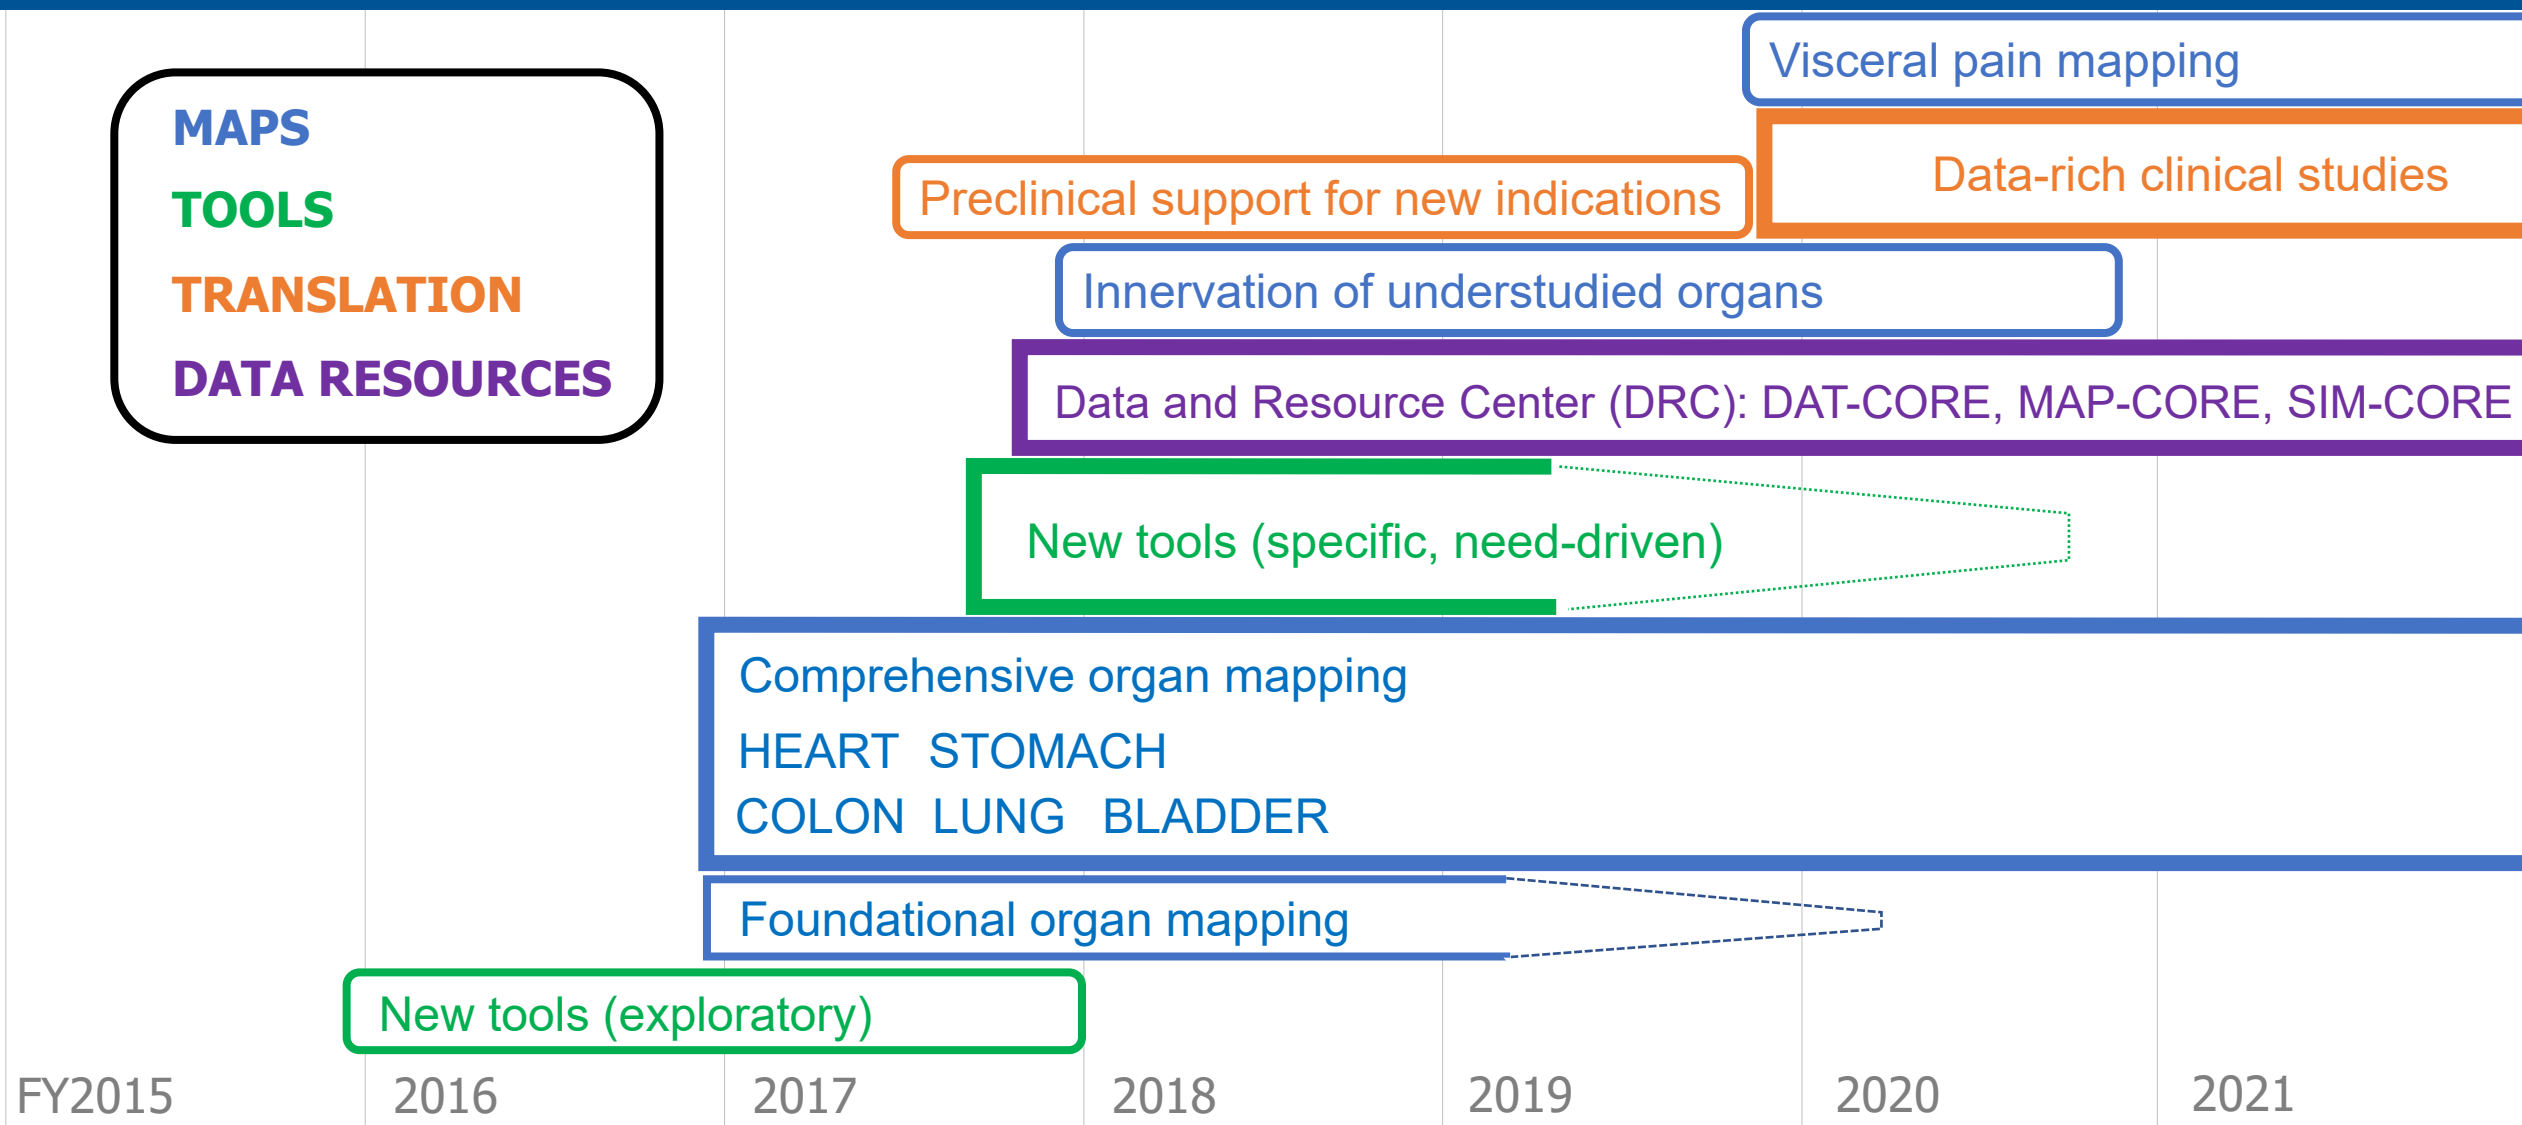 MAPS
TOOLS
TRANSLATION
DATA RESOURCES
Visceral pain mapping
Data-rich clinical studies
Preclinical support for new indications
Innervation of understudied organs
Data and Resource Center (DRC): DAT-CORE, MAP-CORE, SIM-CORE
New tools (specific, need-driven)
Comprehensive organ mapping
HEART STOMACH
COLON LUNG BLADDER
Foundational organ mapping
New tools (exploratory)
FY2015 2016 2017 2018 2019 2020 2021